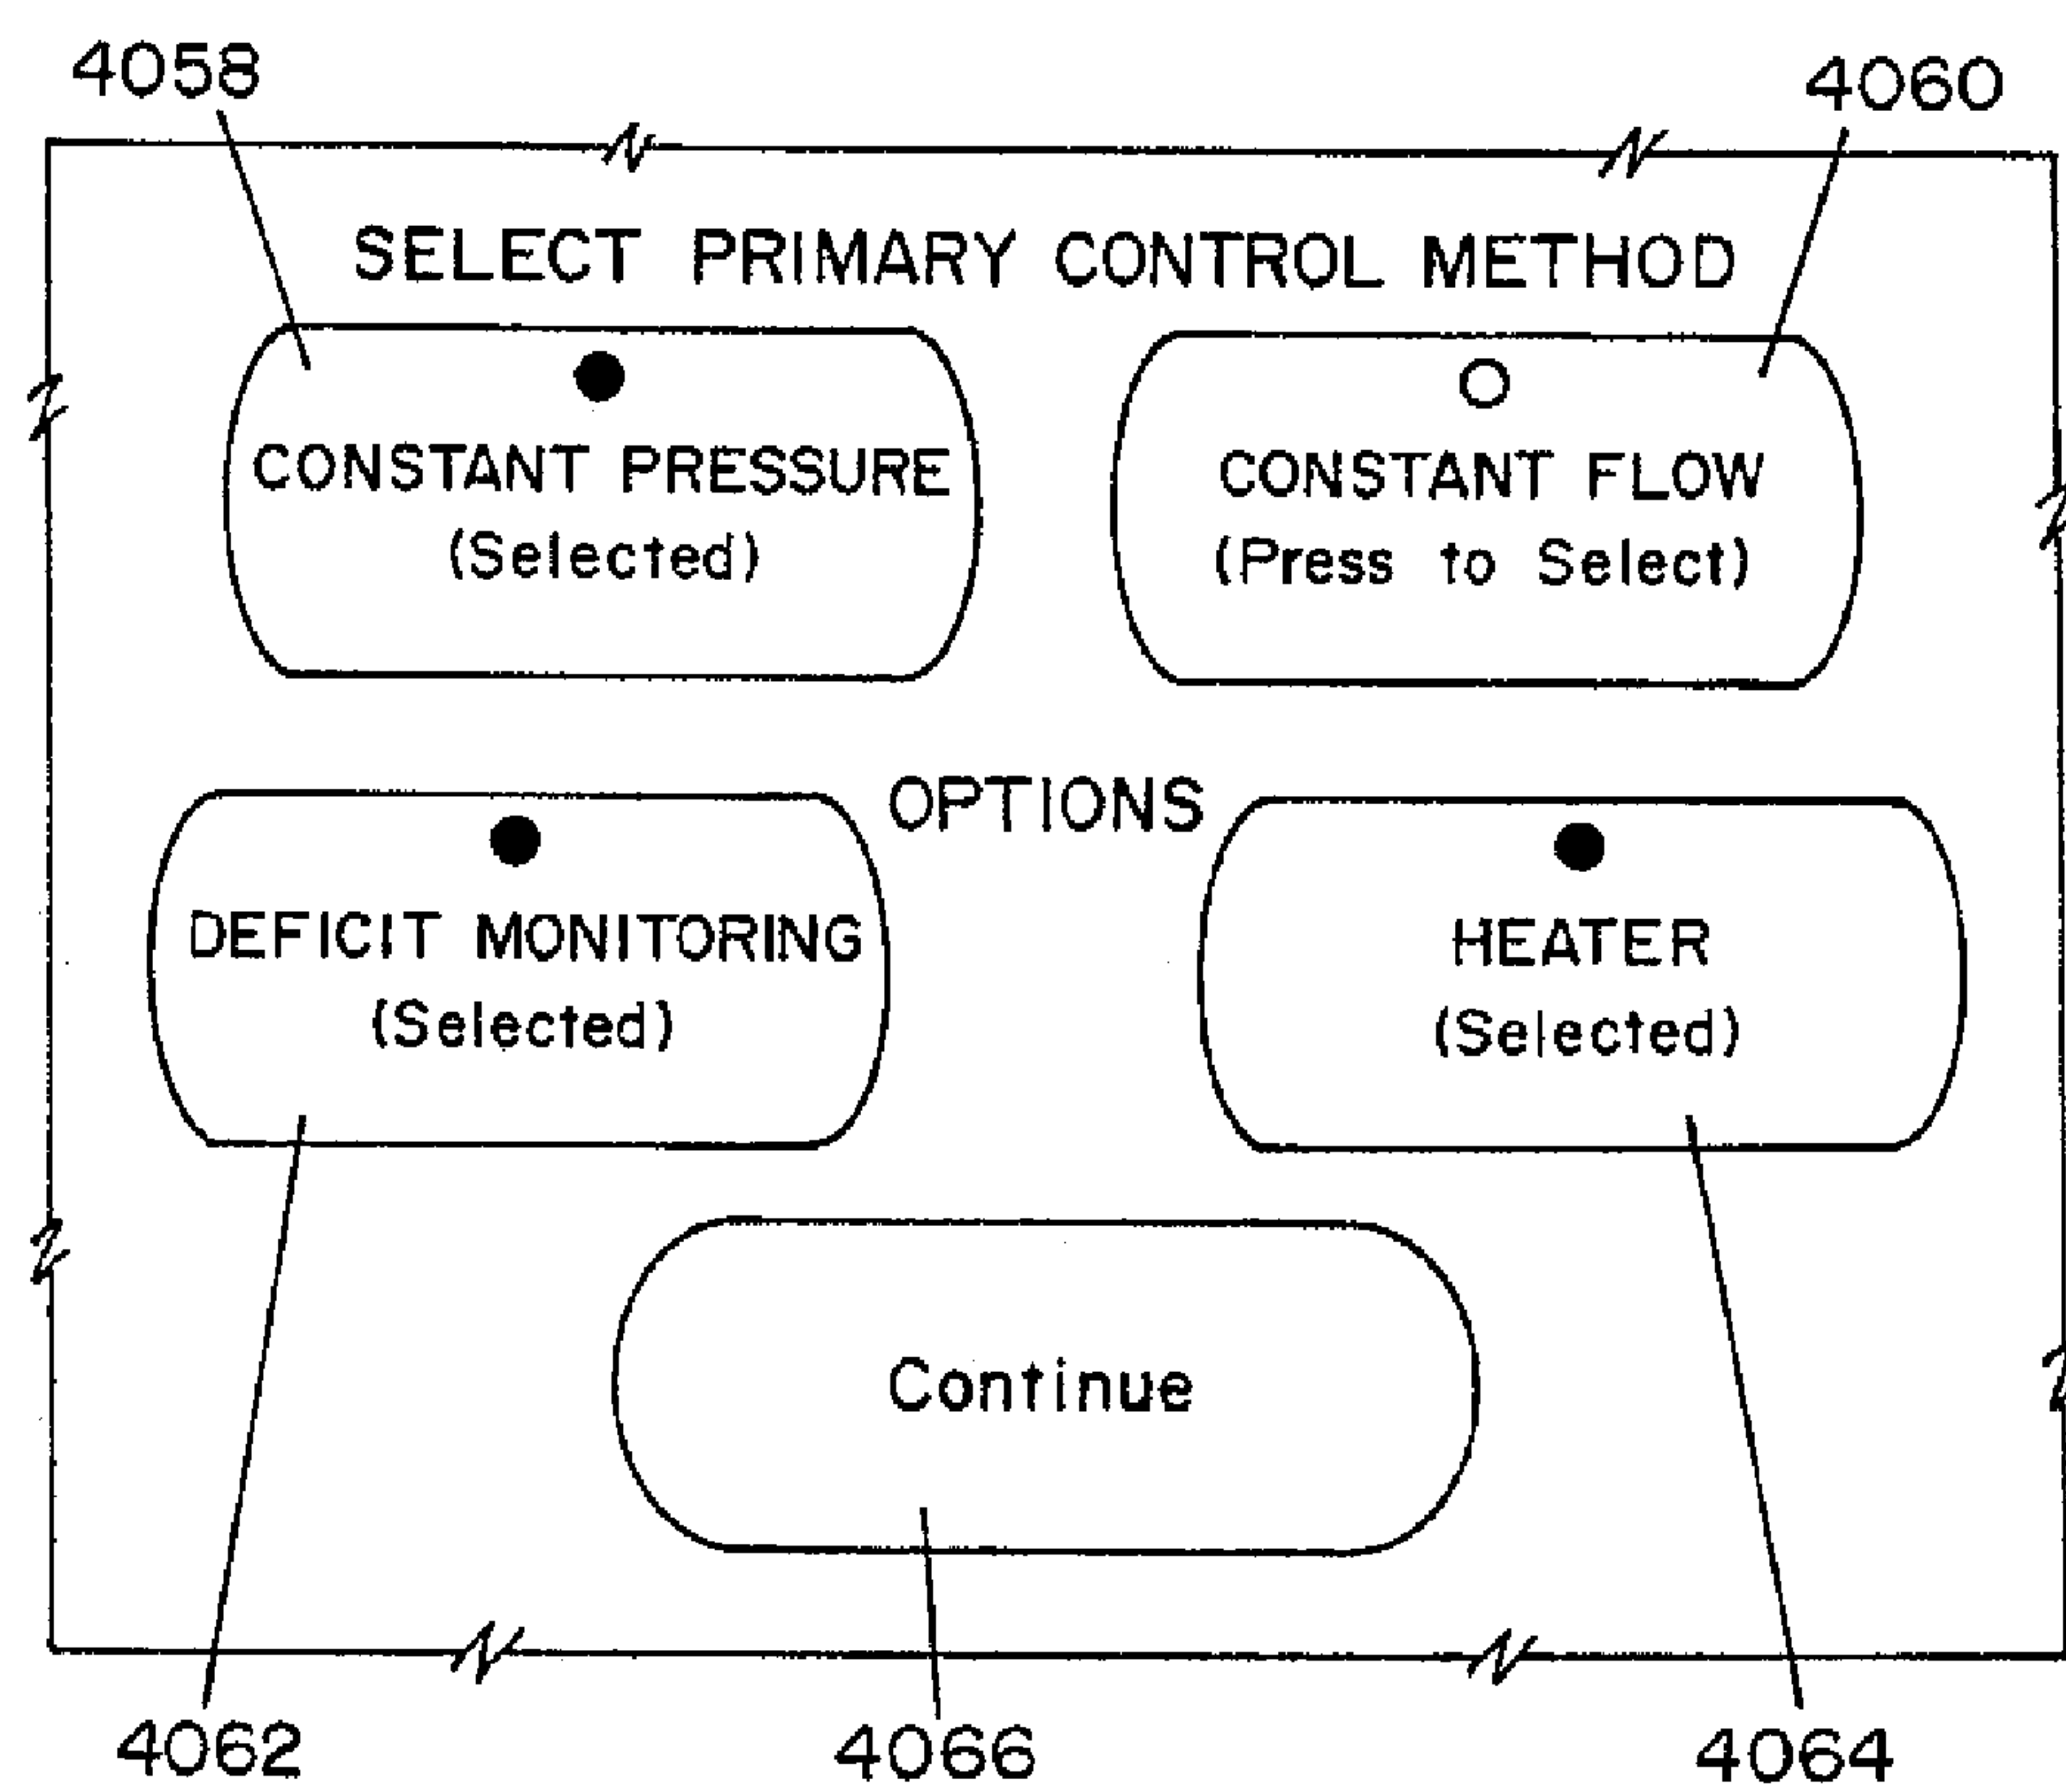 4058
4060
SELECT PRIMARY CONTROL METHOD
CONSTANT PRESSURE
(Selected)
CONSTANT FLOW
(Press to Select)
OPTIONS
DEFICIT MONITORING
(Selected)
HEATER
(Selected)
Continue
4062
4066
4064